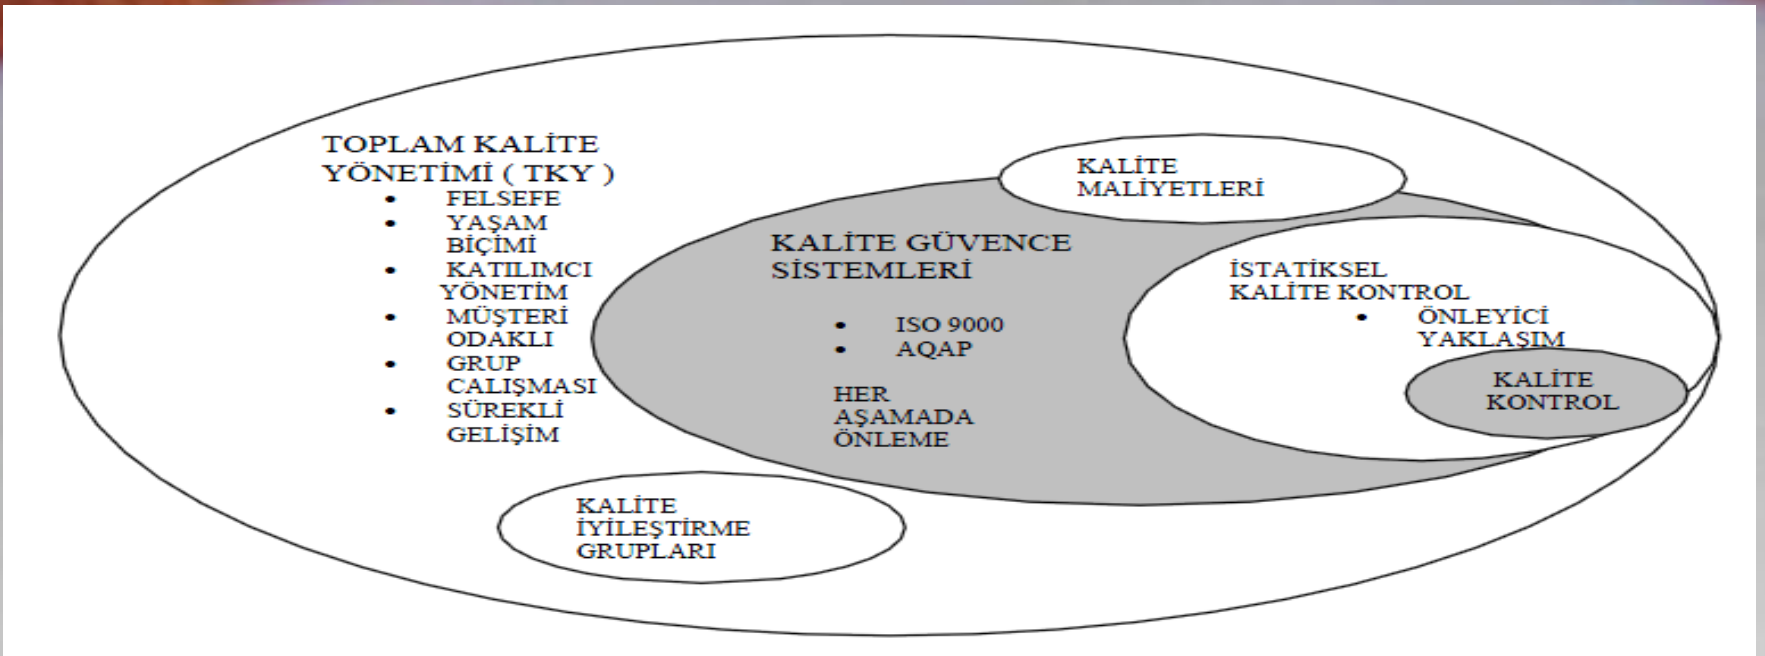 TOPLAM KALİTE
YÖNETİMİ ( TKY )
• FELSEFE
• YAŞAM
BİÇİMİ
• KATILIMCI
YÖNETİM
• MÜŞTERİ
ODAKLI
• GRUP
CALIŞMASI
• SÜREKLİ
GELİŞİM
KALİTE
MALİYETLERİ
KALİTE GÜVENCE
SİSTEMLERİ
• ISO 9000
• AQAP
HER
AŞAMADA
ÖNLEME
İSTATİKSEL
KALİTE KONTROL
• ÖNLEYİCİ
YAKLAŞIM
KALİTE
KONTROL
KALİTE
İYİLEŞTİRME
GRUPLARI